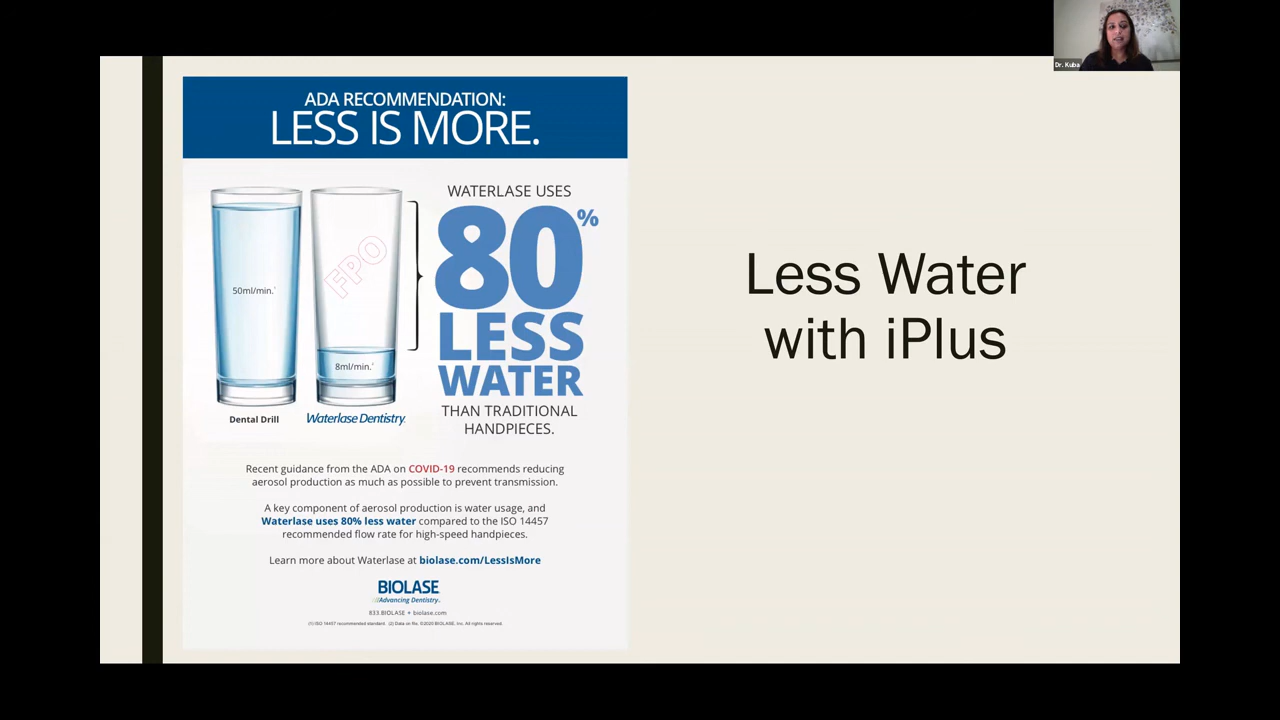 Dr. Kuba
ADA RECOMMENDATION:
LESS IS MORE.
WATERLASE USES
80%
LESS
WATER
THAN TRADITIONAL
HANDPIECES.
50ml/min.¹
FPO
8ml/min.²
Dental Drill
Waterlase Dentistry.
Recent guidance from the ADA on COVID-19 recommends reducing
aerosol production as much as possible to prevent transmission.
A key component of aerosol production is water usage, and
Waterlase uses 80% less water compared to the ISO 14457
recommended flow rate for high-speed handpieces.
Learn more about Waterlase at biolase.com/LessIsMore
BIOLASE
Advancing Dentistry.
833.BIOLASE • biolase.com
(1) ISO 14457 recommended standard. (2) Data on file. ©2020 BIOLASE, Inc. All rights reserved.
Less Water
with iPlus